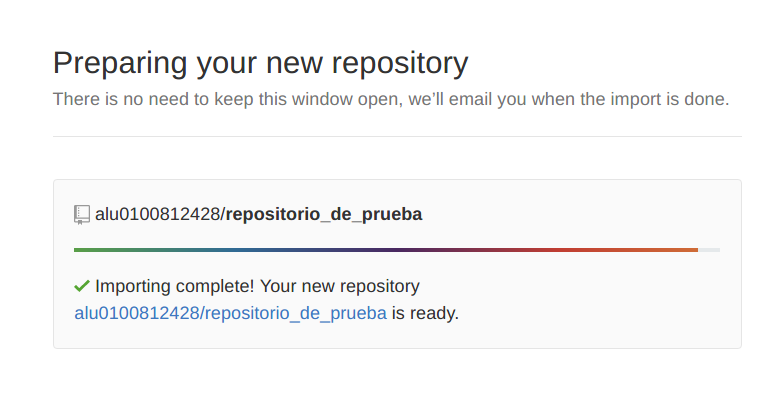 Preparing your new repository
There is no need to keep this window open, we'll email you when the import is done.
alu0100812428/repositorio_de_prueba
Importing complete! Your new repository
alu0100812428/repositorio_de_prueba is ready.